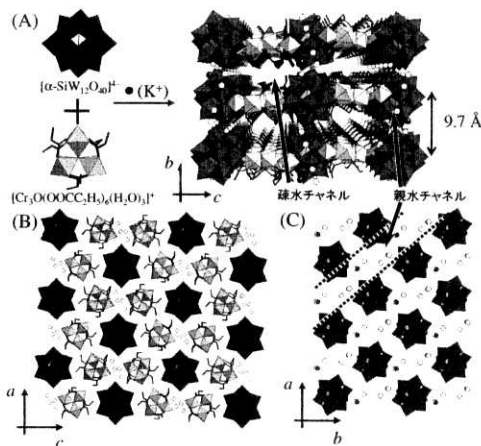 (A)
[α-SiW₁₂O₄₀]⁴⁻
(K⁺)
[Cr₃O(OOCC₂H₅)₆(H₂O)₃]⁺
b
c
9.7 Å
疎水チャネル
親水チャネル
(B)
a
c
(C)
a
b